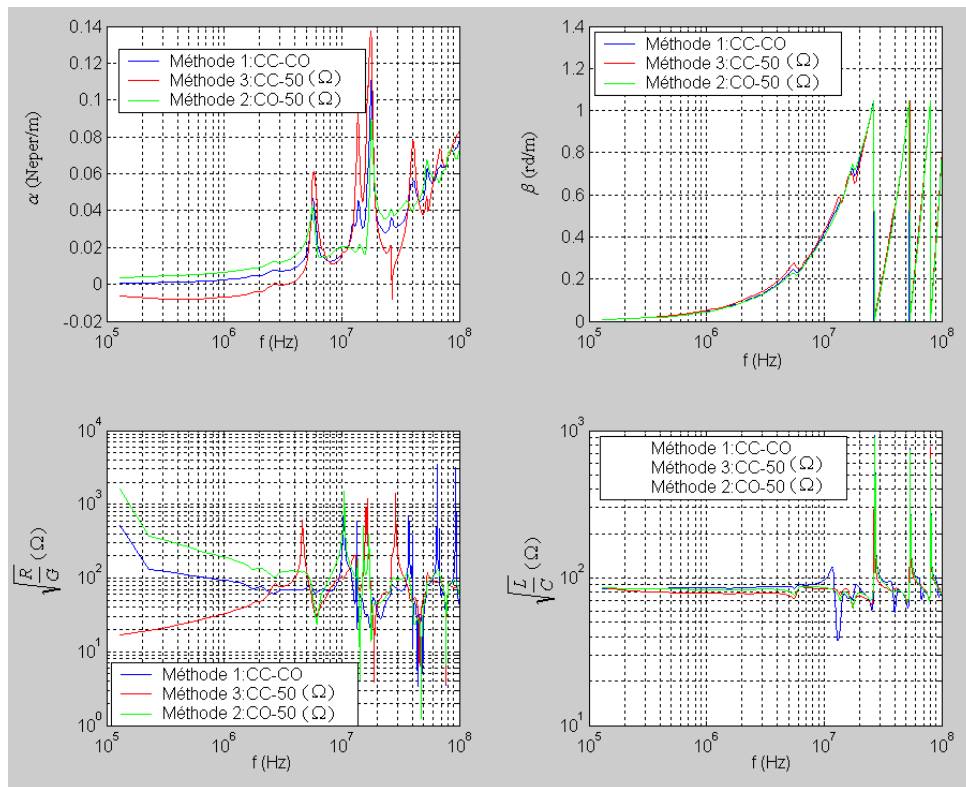 0.14
0.12
0.1
0.08
0.06
0.04
0.02
0
-0.02
α (Neper/m)
Méthode 1:CC-CO
Méthode 3:CC-50 (Ω)
Méthode 2:CO-50 (Ω)
10^5 10^6 10^7 10^8
f (Hz)
1.4
1.2
1
0.8
0.6
0.4
0.2
0
β (rd/m)
Méthode 1:CC-CO
Méthode 3:CC-50 (Ω)
Méthode 2:CO-50 (Ω)
10^5 10^6 10^7 10^8
f (Hz)
10^4
10^3
10^2
10^1
10^0
√(R/G) (Ω)
Méthode 1:CC-CO
Méthode 3:CC-50 (Ω)
Méthode 2:CO-50 (Ω)
10^5 10^6 10^7 10^8
f (Hz)
10^3
10^2
10^1
√(L/C) (Ω)
Méthode 1:CC-CO
Méthode 3:CC-50 (Ω)
Méthode 2:CO-50 (Ω)
10^5 10^6 10^7 10^8
f (Hz)